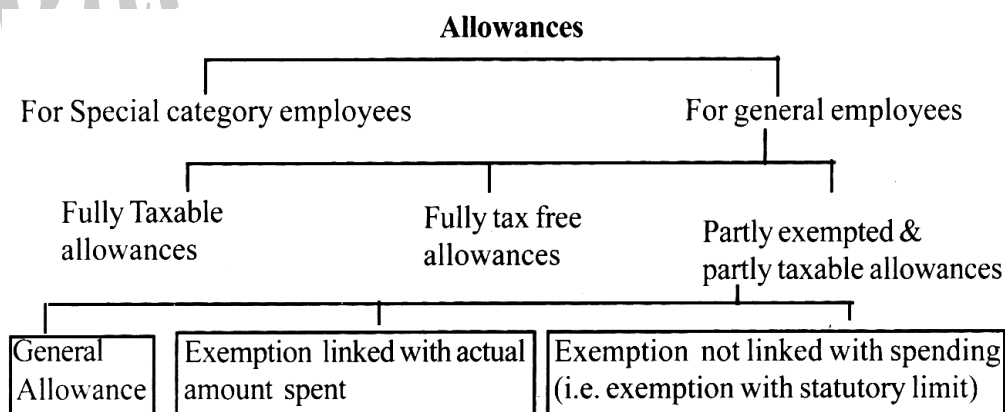 Allowances
For Special category employees
For general employees
Fully Taxable
allowances
Fully tax free
allowances
Partly exempted &
partly taxable allowances
General
Allowance
Exemption linked with actual
amount spent
Exemption not linked with spending
(i.e. exemption with statutory limit)